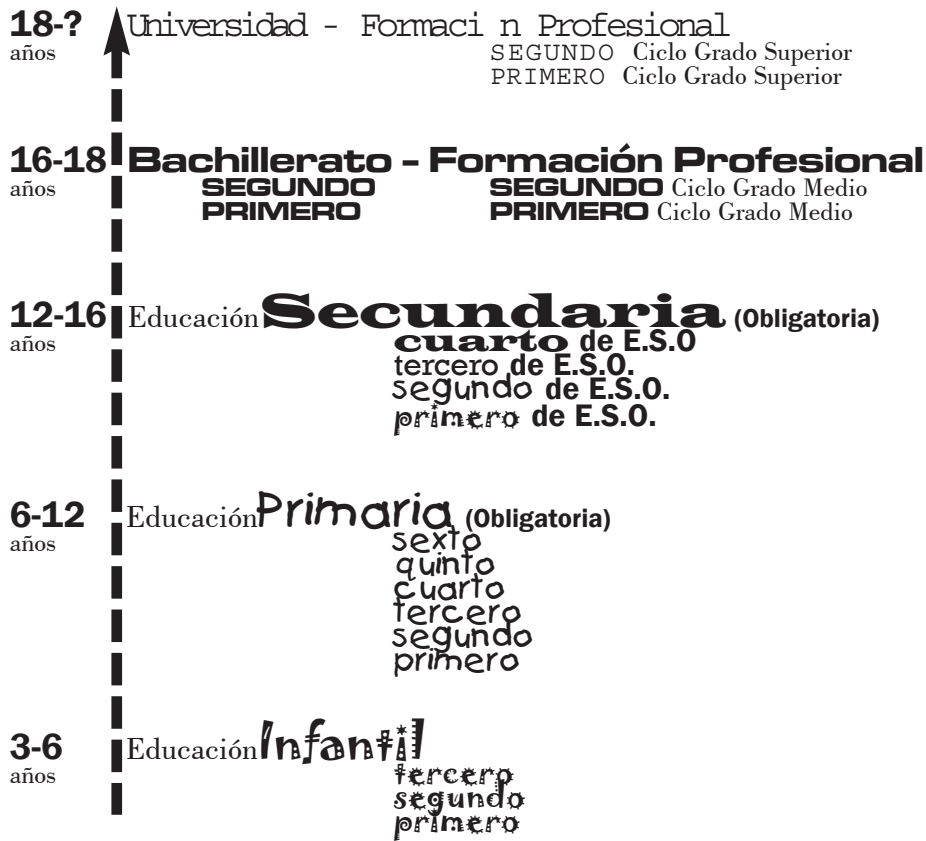 18-? Universidad - Formaci n Profesional
años
SEGUNDO Ciclo Grado Superior
PRIMERO Ciclo Grado Superior
16-18 Bachillerato - Formación Profesional
años
SEGUNDO SEGUNDO Ciclo Grado Medio
PRIMERO PRIMERO Ciclo Grado Medio
12-16 Educación Secundaria (Obligatoria)
años
cuarto de E.S.O
tercero de E.S.O.
segundo de E.S.O.
primero de E.S.O.
6-12 Educación Primaria (Obligatoria)
años
sexto
quinto
cuarto
tercero
segundo
primero
3-6 Educación Infantil
años
tercero
segundo
primero